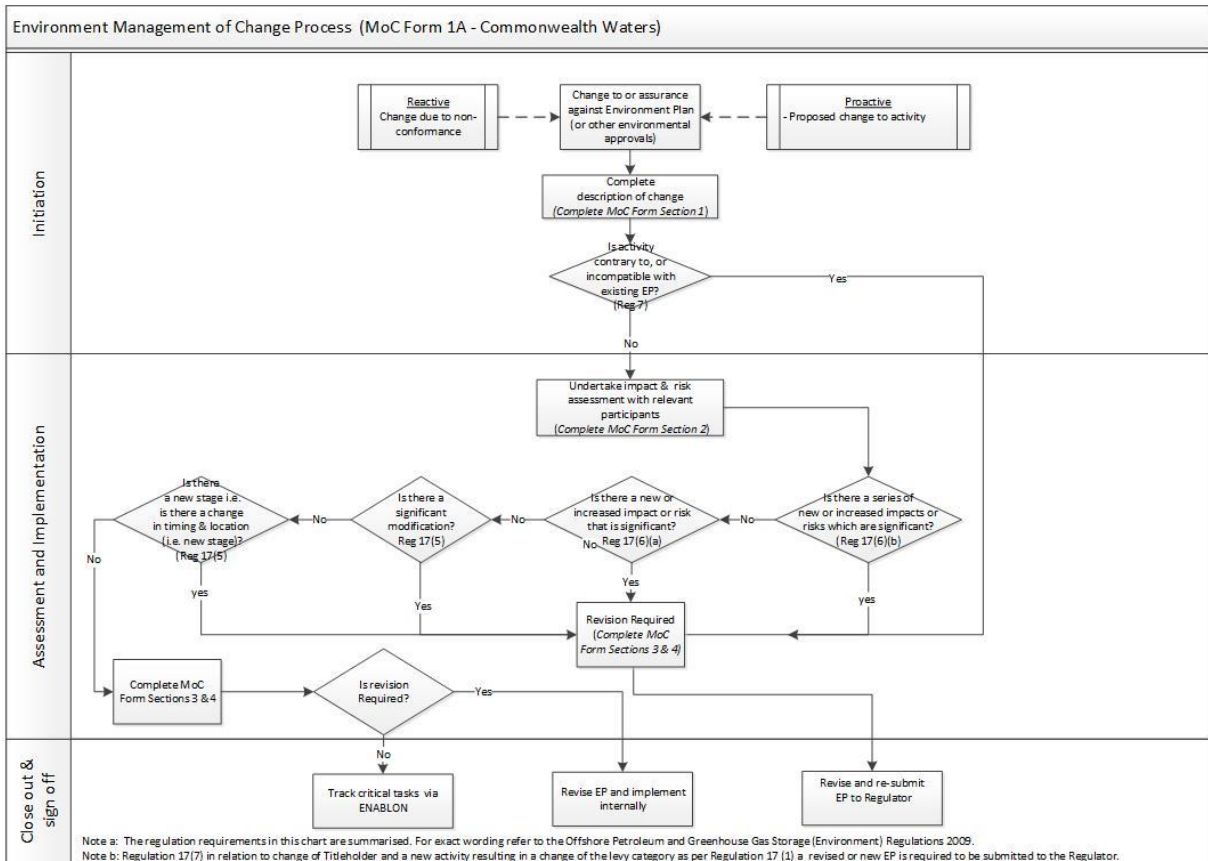 Environment Management of Change Process (MoC Form 1A - Commonwealth Waters)
Initiation
Reactive
Change due to non-
conformance
Change to or assurance
against Environment Plan
(or other environmental
approvals)
Proactive
- Proposed change to activity
Complete
description of change
(Complete MoC Form Section 1)
Is activity
contrary to, or
incompatible with
existing EP?
(Reg 7)
Yes
No
Assessment and Implementation
Undertake impact & risk
assessment with relevant
participants
(Complete MoC Form Section 2)
Is there
a new stage i.e.
is there a change
in timing & location
(i.e. new stage)?
(Reg 17(5)
No
Is there a
significant
modification?
Reg 17(5)
No
Is there a new or
increased impact or risk
that is significant?
Reg 17(6)(a)
No
No
Is there a series of
new or increased impacts or
risks which are significant?
(Reg 17(6)(b)
No
yes
Yes
Yes
yes
Revision Required
(Complete MoC
Form Sections 3 & 4)
Complete MoC
Form Sections 3 & 4
Is revision
Required?
Yes
No
Close out &
sign off
Track critical tasks via
ENABLON
Revise EP and implement
internally
Revise and re-submit
EP to Regulator
Note a: The regulation requirements in this chart are summarised. For exact wording refer to the Offshore Petroleum and Greenhouse Gas Storage (Environment) Regulations 2009.
Note b: Regulation 17(7) in relation to change of Titleholder and a new activity resulting in a change of the levy category as per Regulation 17 (1) a revised or new EP is required to be submitted to the Regulator.